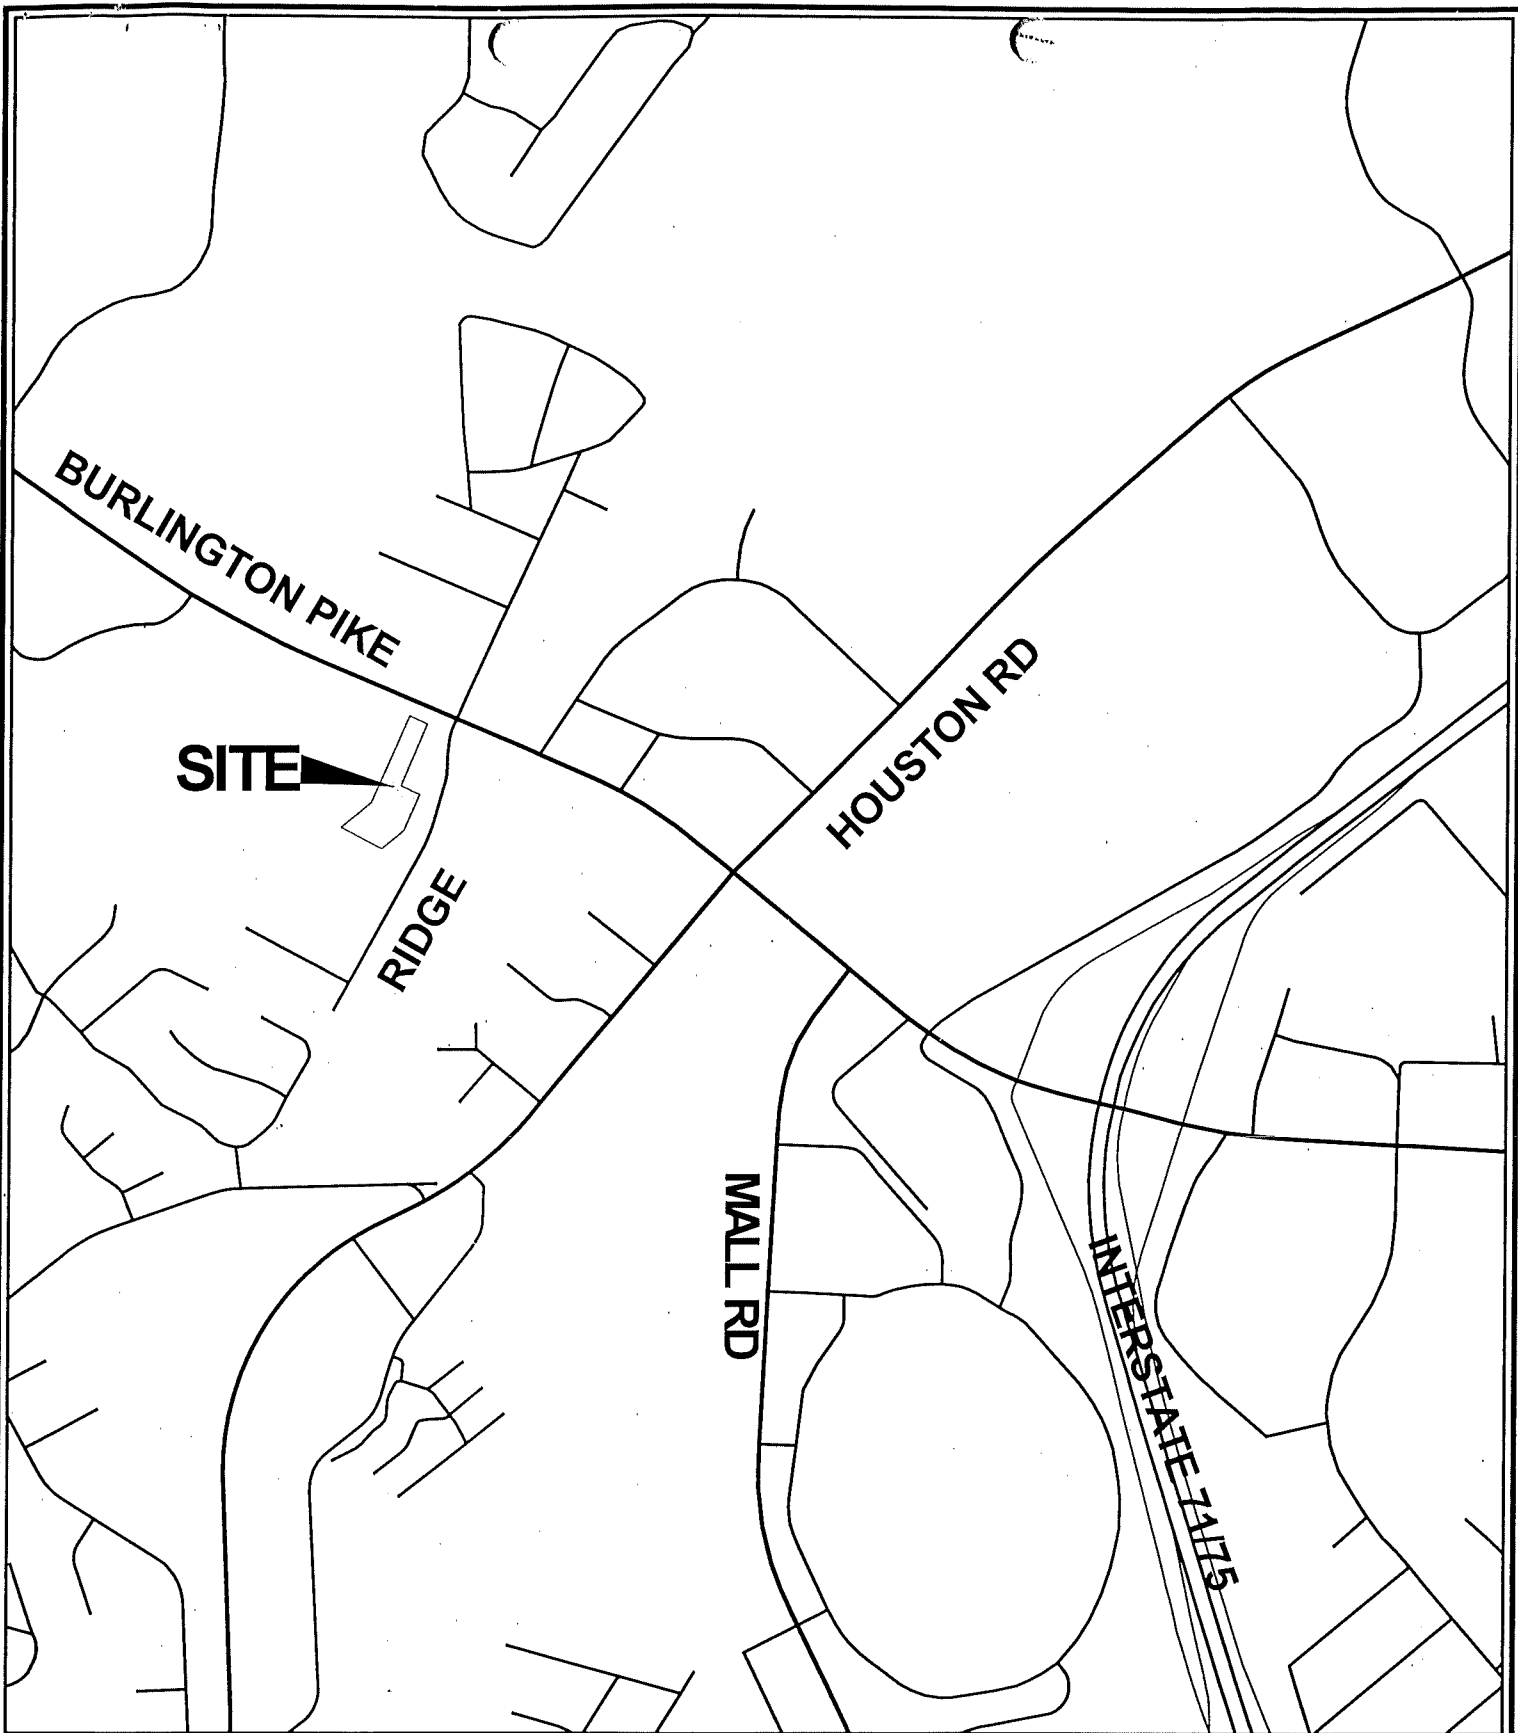 BURLINGTON PIKE
SITE
HOUSTON RD
RIDGE
MALL RD
INTERSTATE 71/75